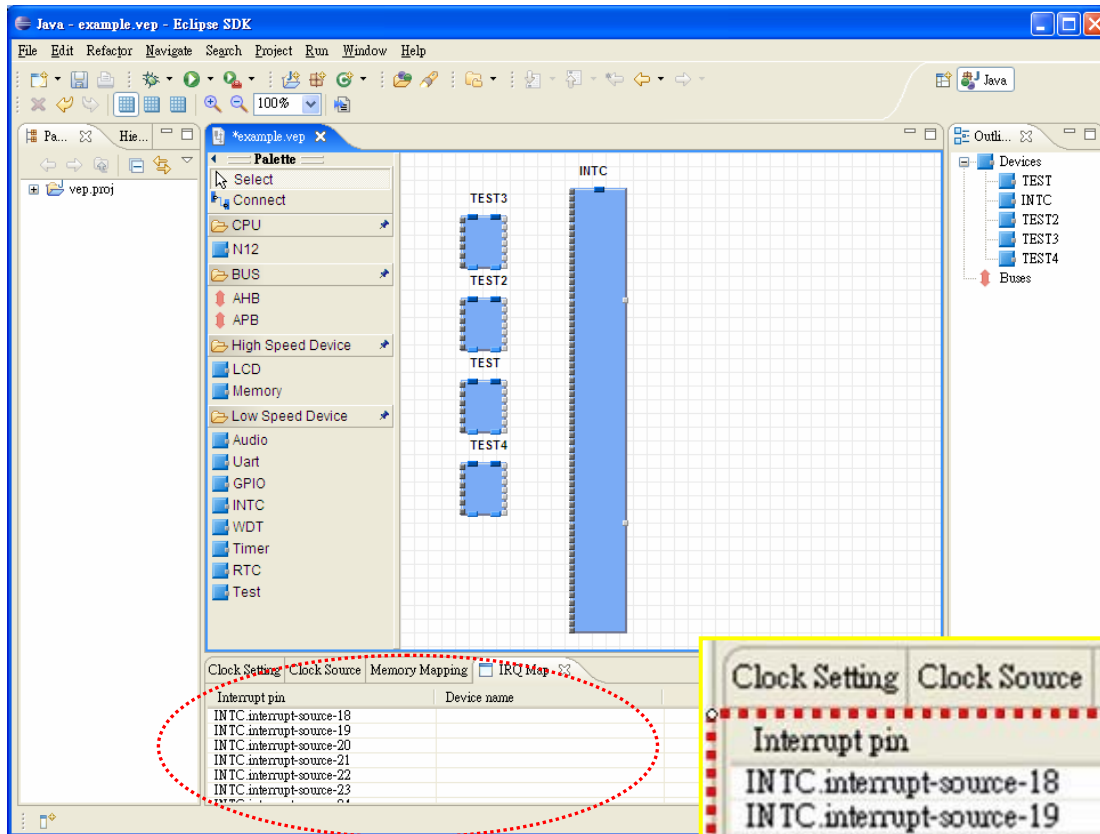 Java - example.vep - Eclipse SDK
File Edit Refactor Navigate Search Project Run Window Help
Java
100%
Pa... Hie...
vep.proj
*example.vep
Palette
Select
Connect
CPU
N12
BUS
AHB
APB
High Speed Device
LCD
Memory
Low Speed Device
Audio
Uart
GPIO
INTC
WDT
Timer
RTC
Test
INTC
TEST3
TEST2
TEST
TEST4
Outli...
Devices
TEST
INTC
TEST2
TEST3
TEST4
Buses
Clock Setting Clock Source Memory Mapping IRQ Map
Interrupt pin Device name
INTC.interrupt-source-18
INTC.interrupt-source-19
INTC.interrupt-source-20
INTC.interrupt-source-21
INTC.interrupt-source-22
INTC.interrupt-source-23
Clock Setting Clock Source
Interrupt pin
INTC.interrupt-source-18
INTC.interrupt-source-19